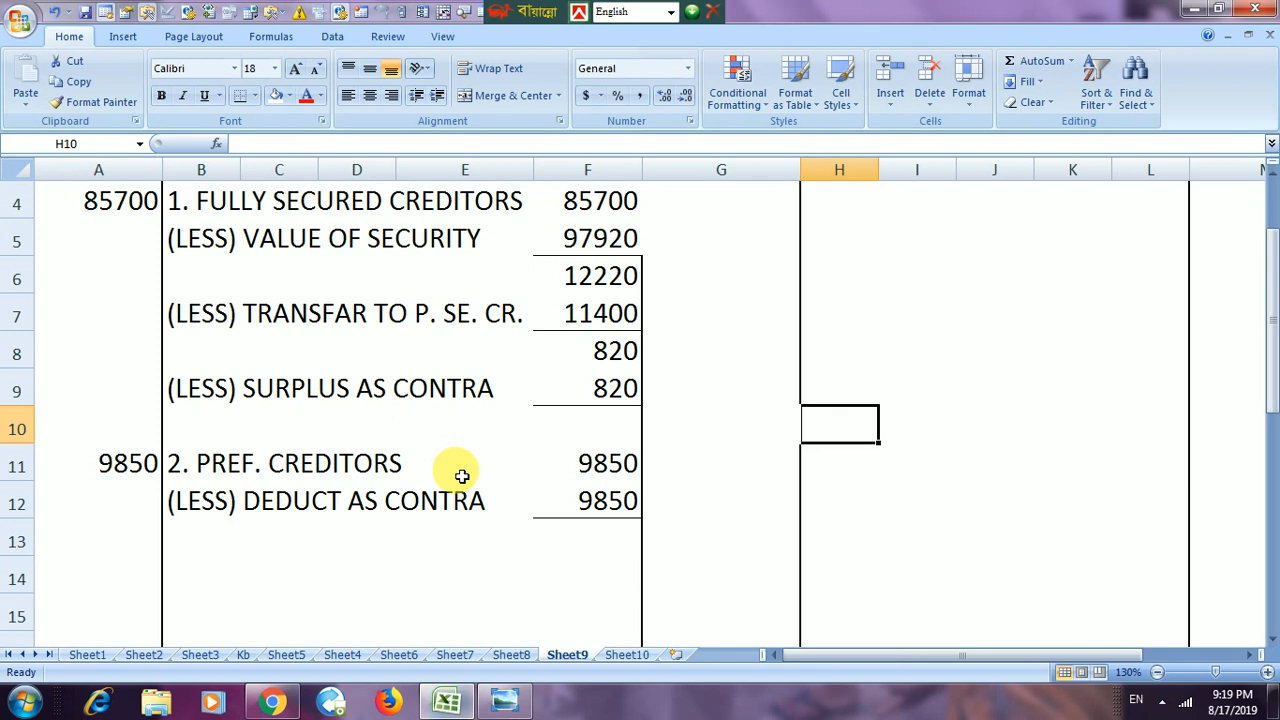 বায়ান্নো English
Home Insert Page Layout Formulas Data Review View
Paste Cut Copy Format Painter Clipboard
Calibri 18 A A B I U A Font
Wrap Text Merge & Center Alignment
General $ % , Number
Conditional Formatting Format as Table Cell Styles Styles
Insert Delete Format Cells
Σ AutoSum Fill Clear Sort & Filter Find & Select Editing
H10 fx
A B C D E F G H I J K L
4 85700 1. FULLY SECURED CREDITORS 85700
5 (LESS) VALUE OF SECURITY 97920
6 12220
7 (LESS) TRANSFAR TO P. SE. CR. 11400
8 820
9 (LESS) SURPLUS AS CONTRA 820
10
11 9850 2. PREF. CREDITORS 9850
12 (LESS) DEDUCT AS CONTRA 9850
13
14
15
Sheet1 Sheet2 Sheet3 Kb Sheet5 Sheet4 Sheet6 Sheet7 Sheet8 Sheet9 Sheet10
Ready 130%
EN 9:19 PM
8/17/2019